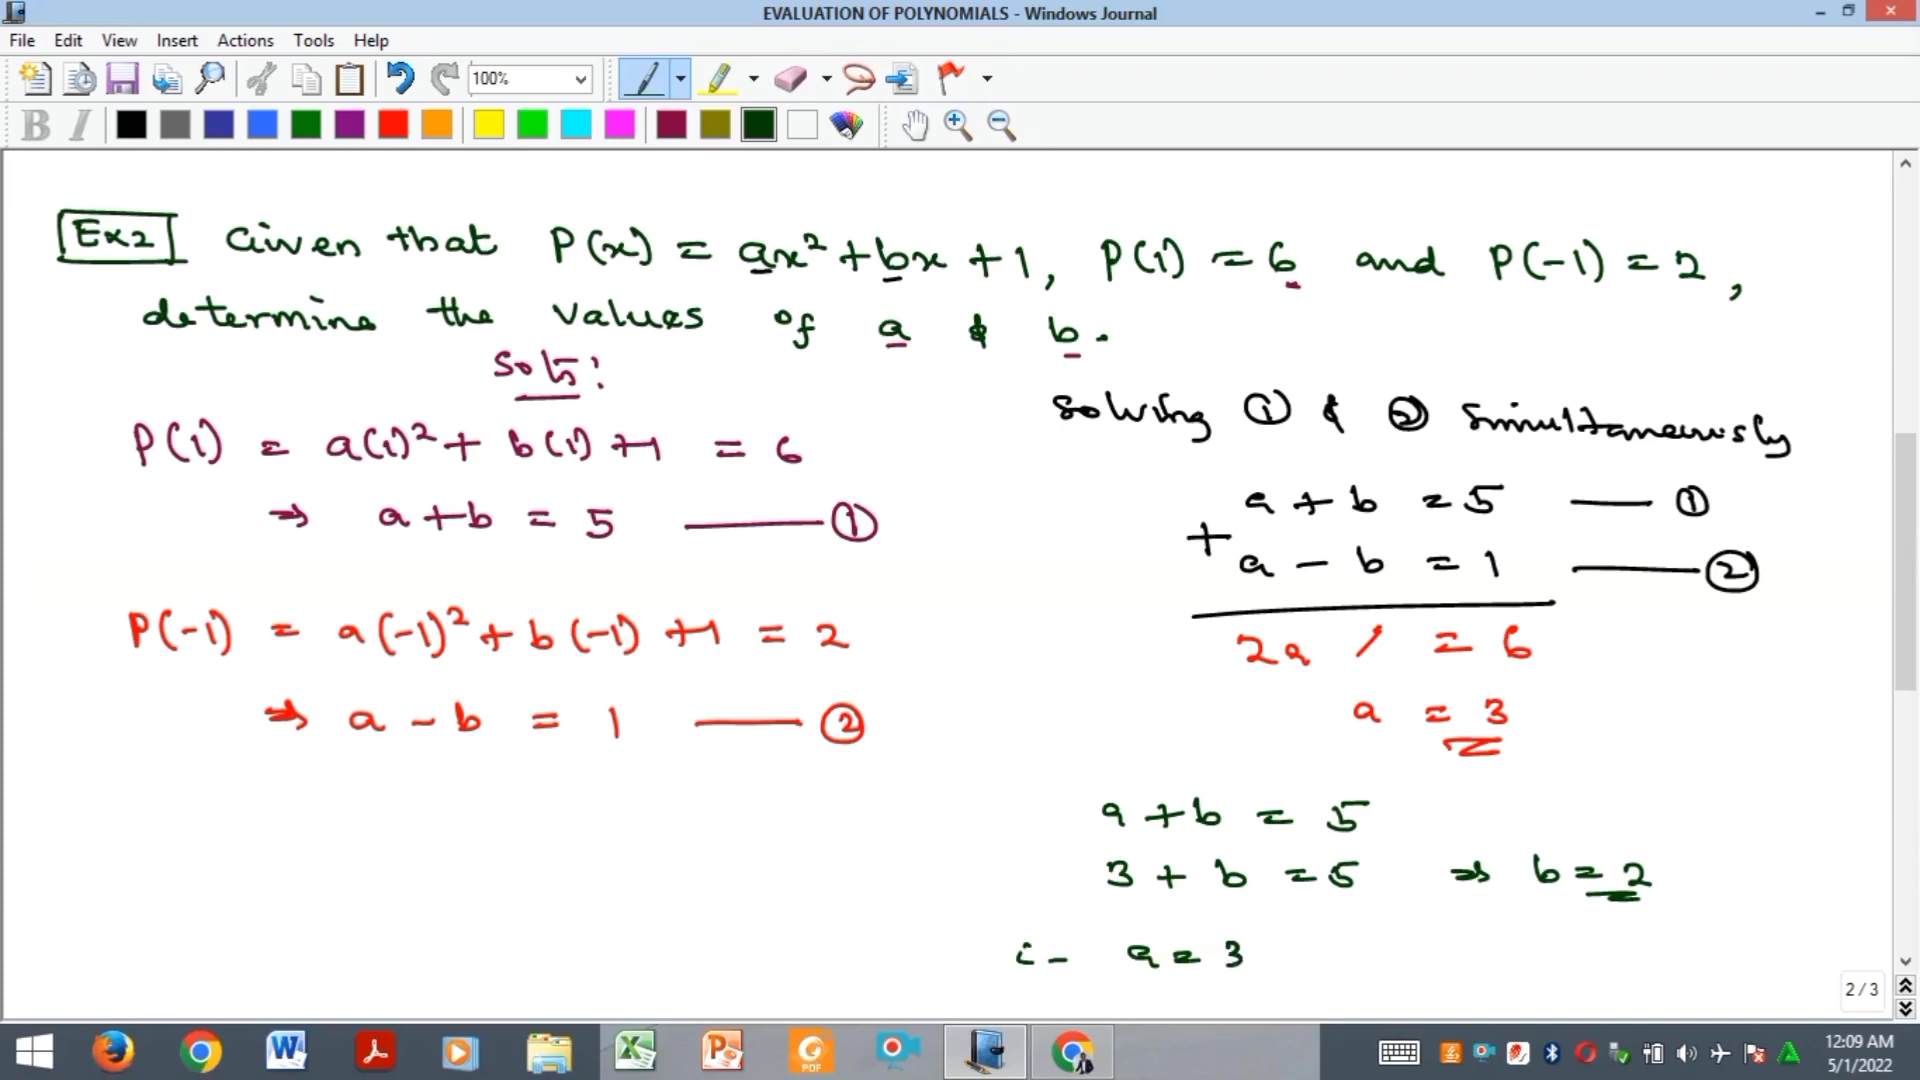 EVALUATION OF POLYNOMIALS - Windows Journal
File Edit View Insert Actions Tools Help
100%
B I
Ex2 Given that P(x) = ax² + bx + 1, P(1) = 6 and P(-1) = 2,
determine the values of a & b.
Soln:
P(1) = a(1)² + b(1) + 1 = 6
⇒ a + b = 5 —— ①
P(-1) = a(-1)² + b(-1) + 1 = 2
⇒ a - b = 1 —— ②
Solving ① & ② Simultaneously
a + b = 5 —— ①
+
a - b = 1 —— ②
2a / = 6
a = 3
a + b = 5
3 + b = 5 ⇒ b = 2
a = 3
2 / 3
12:09 AM
5/1/2022